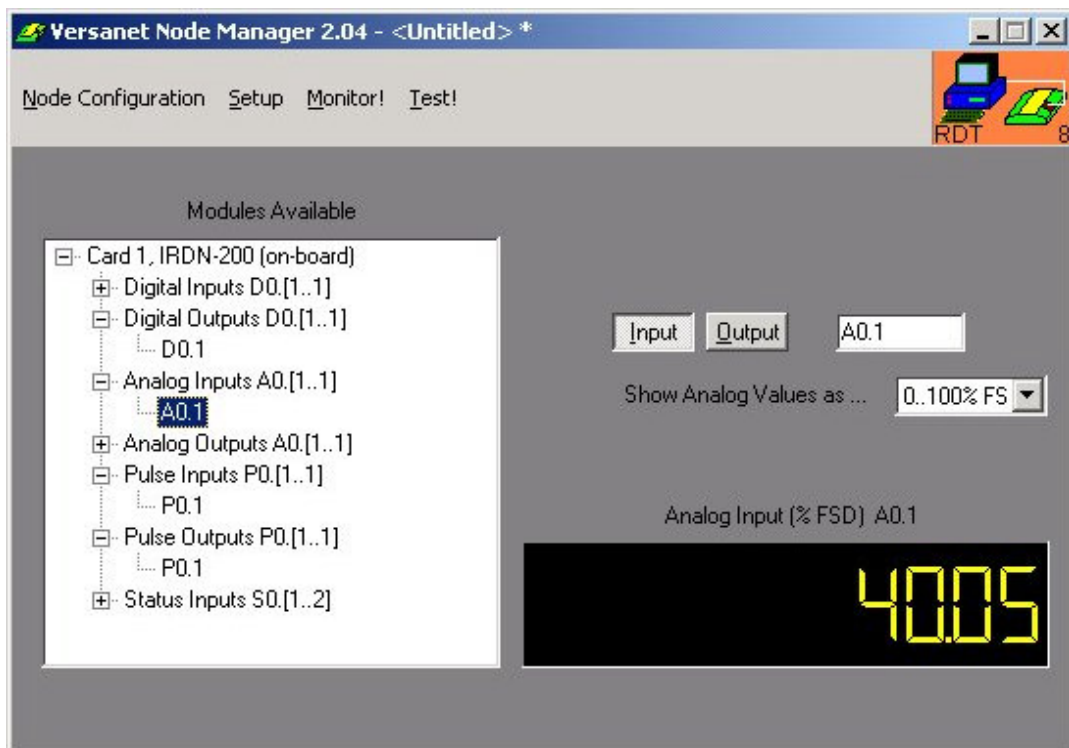 Versanet Node Manager 2.04 - <Untitled> *
Node Configuration Setup Monitor! Test!
RDT 8
Modules Available
Card 1, IRDN-200 (on-board)
Digital Inputs D0.[1..1]
Digital Outputs D0.[1..1]
D0.1
Analog Inputs A0.[1..1]
A0.1
Analog Outputs A0.[1..1]
Pulse Inputs P0.[1..1]
P0.1
Pulse Outputs P0.[1..1]
P0.1
Status Inputs S0.[1..2]
Input Output A0.1
Show Analog Values as ... 0..100% FS
Analog Input (% FSD) A0.1
40.05